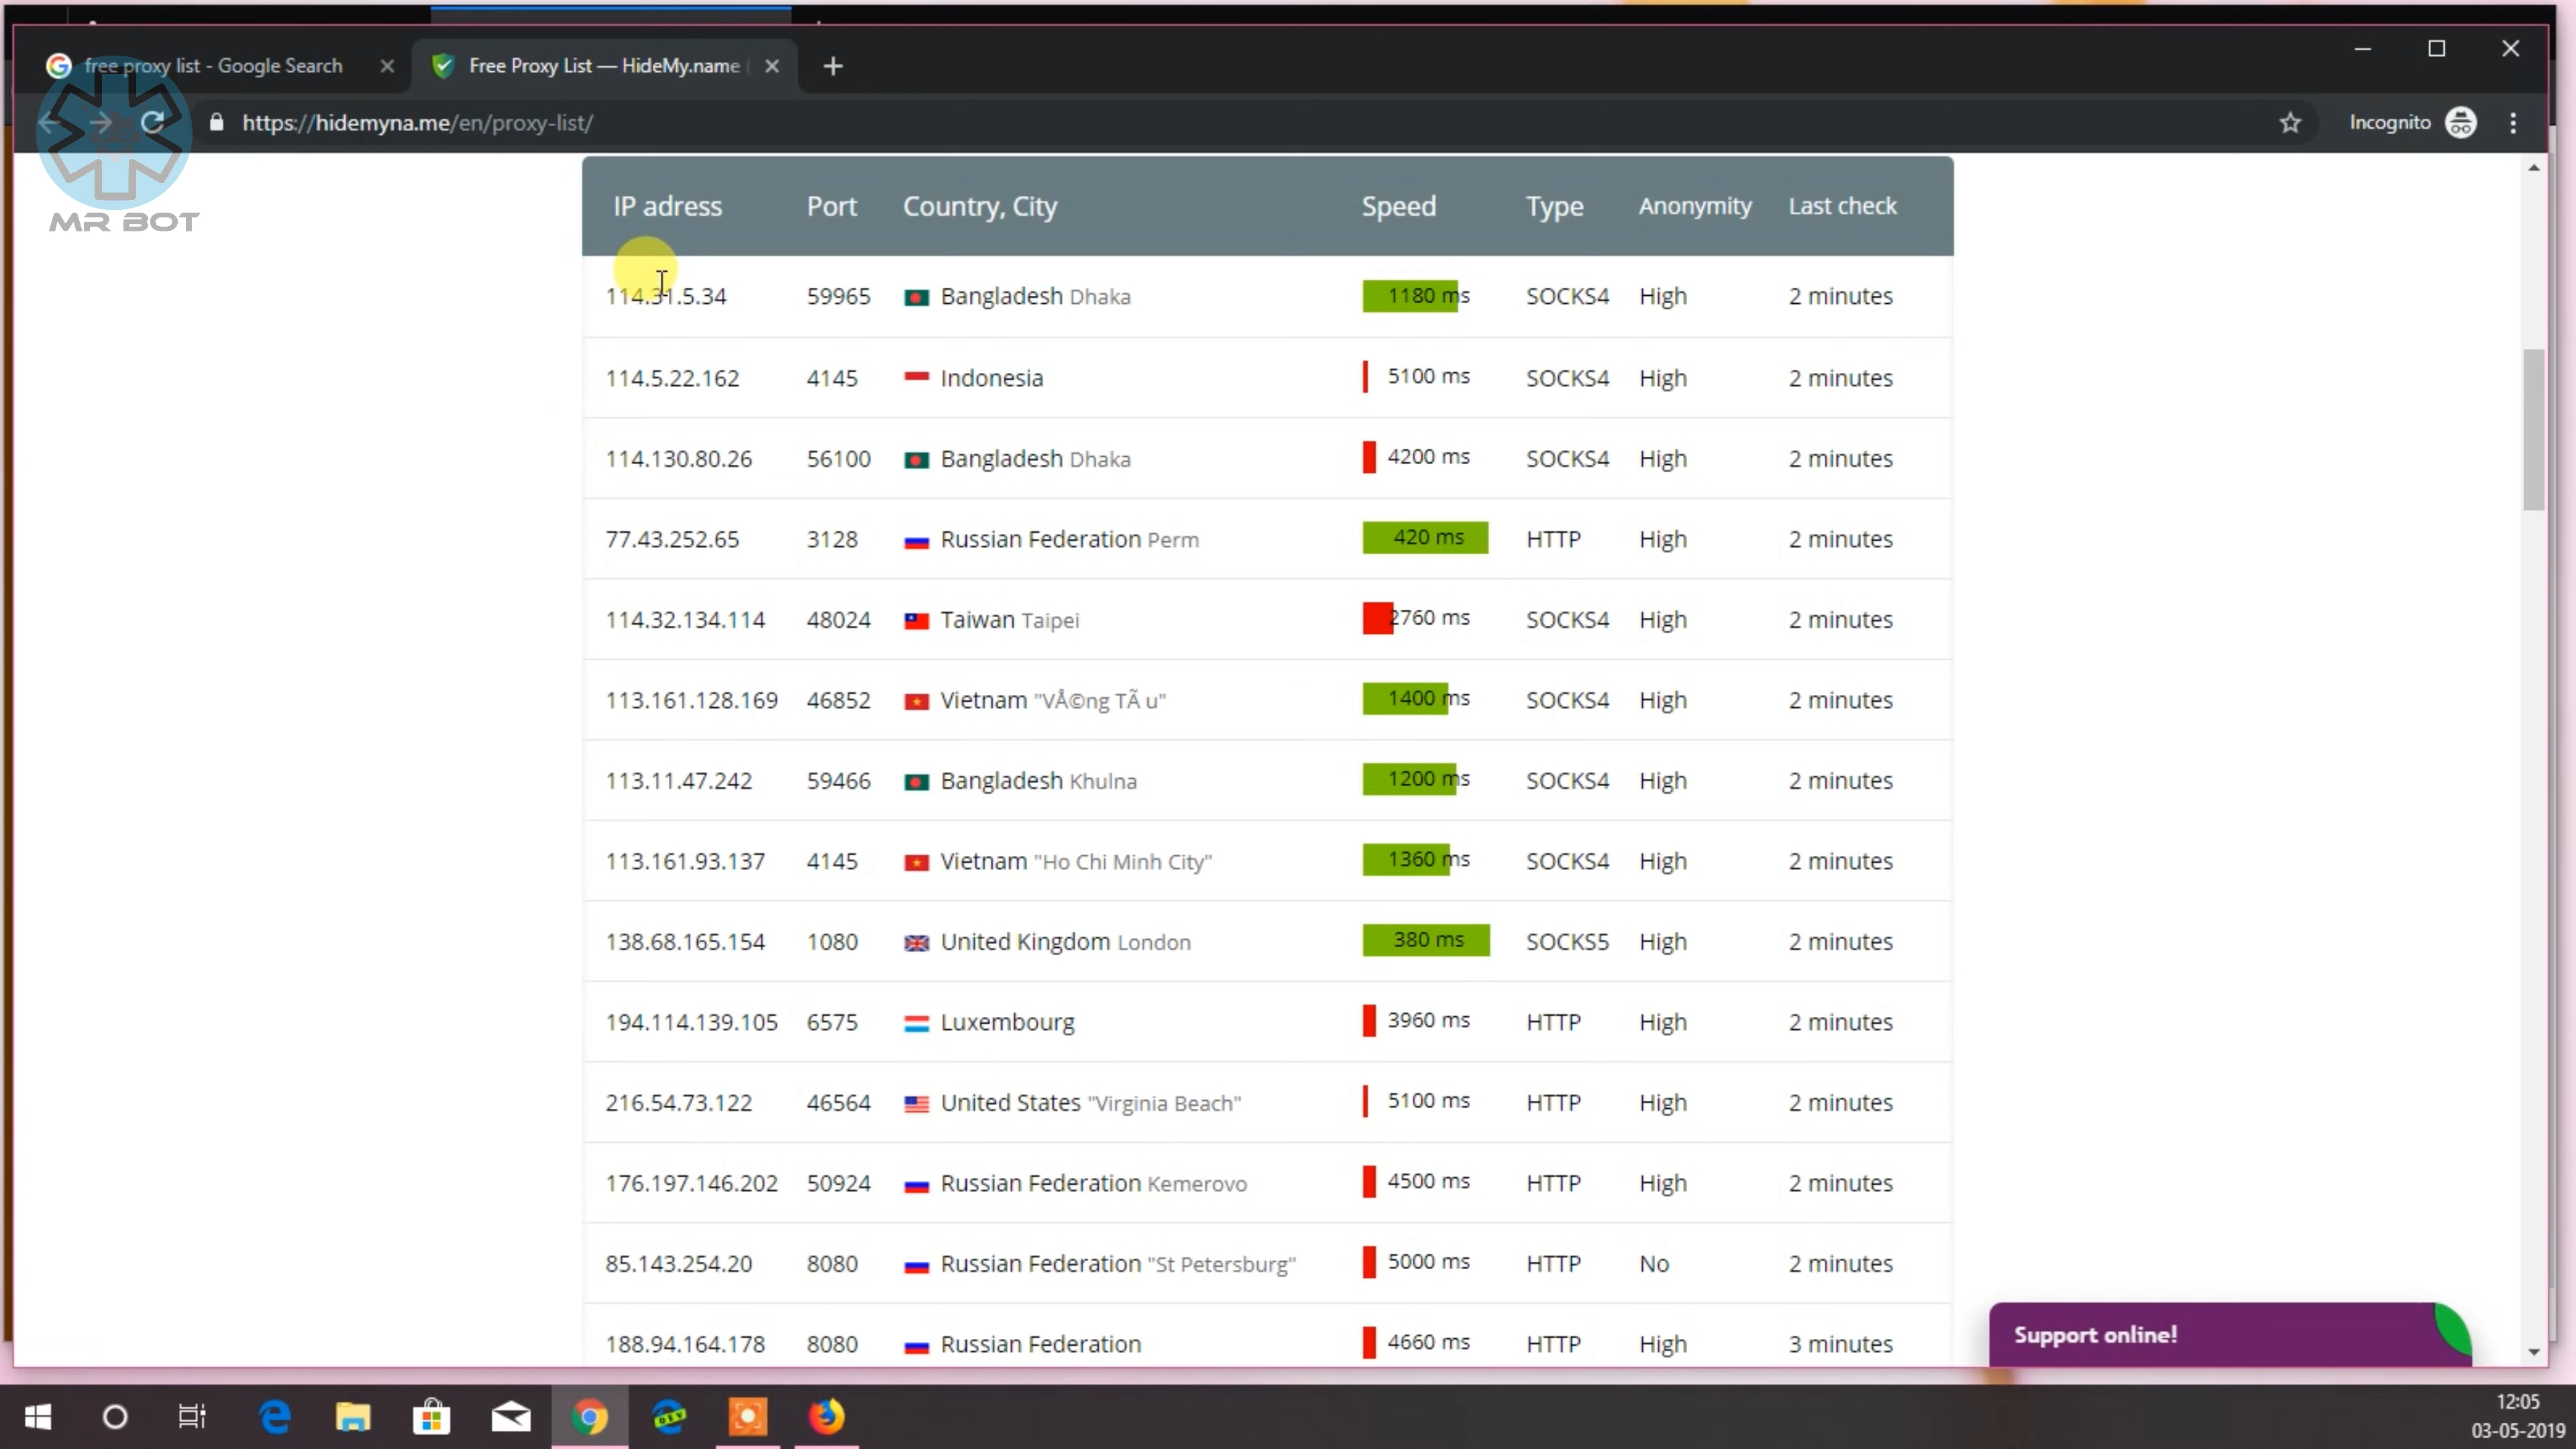 free proxy list - Google Search
Free Proxy List — HideMy.name
https://hidemyna.me/en/proxy-list/
Incognito
MR BOT
IP adress Port Country, City Speed Type Anonymity Last check
114.31.5.34 59965 Bangladesh Dhaka 1180 ms SOCKS4 High 2 minutes
114.5.22.162 4145 Indonesia 5100 ms SOCKS4 High 2 minutes
114.130.80.26 56100 Bangladesh Dhaka 4200 ms SOCKS4 High 2 minutes
77.43.252.65 3128 Russian Federation Perm 420 ms HTTP High 2 minutes
114.32.134.114 48024 Taiwan Taipei 2760 ms SOCKS4 High 2 minutes
113.161.128.169 46852 Vietnam "VÅ©ng TÃ u" 1400 ms SOCKS4 High 2 minutes
113.11.47.242 59466 Bangladesh Khulna 1200 ms SOCKS4 High 2 minutes
113.161.93.137 4145 Vietnam "Ho Chi Minh City" 1360 ms SOCKS4 High 2 minutes
138.68.165.154 1080 United Kingdom London 380 ms SOCKS5 High 2 minutes
194.114.139.105 6575 Luxembourg 3960 ms HTTP High 2 minutes
216.54.73.122 46564 United States "Virginia Beach" 5100 ms HTTP High 2 minutes
176.197.146.202 50924 Russian Federation Kemerovo 4500 ms HTTP High 2 minutes
85.143.254.20 8080 Russian Federation "St Petersburg" 5000 ms HTTP No 2 minutes
188.94.164.178 8080 Russian Federation 4660 ms HTTP High 3 minutes
Support online!
DEV
12:05
03-05-2019